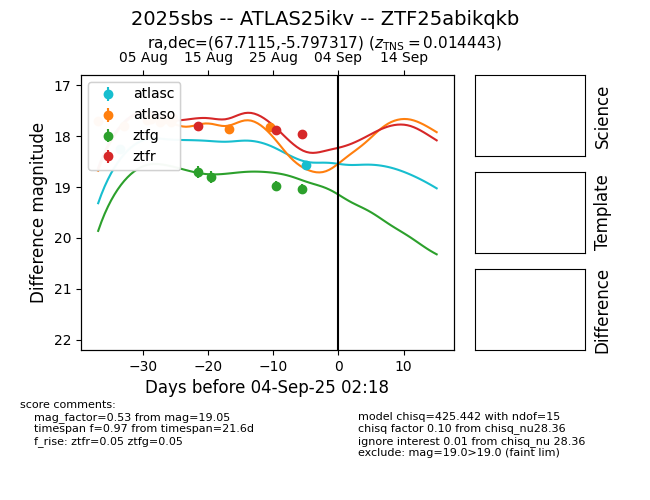 2025sbs -- ATLAS25ikv -- ZTF25abikqkb
ra,dec=(67.7115,-5.797317) (z_TNS = 0.014443)
05 Aug 15 Aug 25 Aug 04 Sep 14 Sep
17
18
19
20
21
22
Difference magnitude
atlasc
atlaso
ztfg
ztfr
−30 −20 −10 0 10
Days before 04-Sep-25 02:18
Science
Template
Difference
score comments:
mag_factor=0.53 from mag=19.05
timespan f=0.97 from timespan=21.6d
f_rise: ztfr=0.05 ztfg=0.05
model chisq=425.442 with ndof=15
chisq factor 0.10 from chisq_nu28.36
ignore interest 0.01 from chisq_nu 28.36
exclude: mag=19.0>19.0 (faint lim)